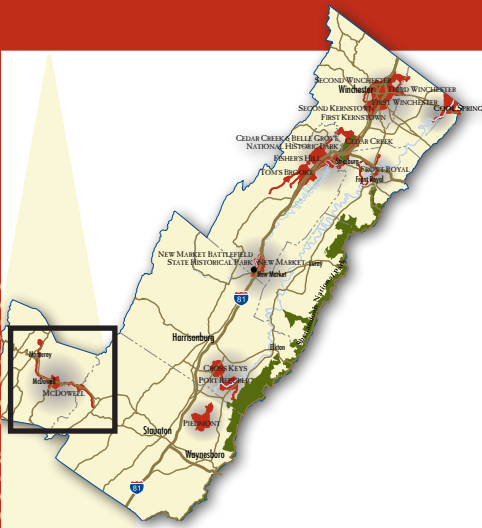 SECOND WINCHESTER
Winchester
THIRD WINCHESTER
FIRST WINCHESTER
COOL SPRING
SECOND KERNSTOWN
FIRST KERNSTOWN
CEDAR CREEK & BELLE GROVE
NATIONAL HISTORIC PARK
CEDAR CREEK
FISHER'S HILL
Strasburg
TOM'S BROOK
FRONT ROYAL
Front Royal
NEW MARKET BATTLEFIELD
STATE HISTORICAL PARK
NEW MARKET
Luray
New Market
81
Shenandoah National Park
Harrisonburg
Elkton
Monterey
CROSS KEYS
McDowell
PORT REPUBLIC
MCDOWELL
PIEDMONT
Staunton
Waynesboro
81